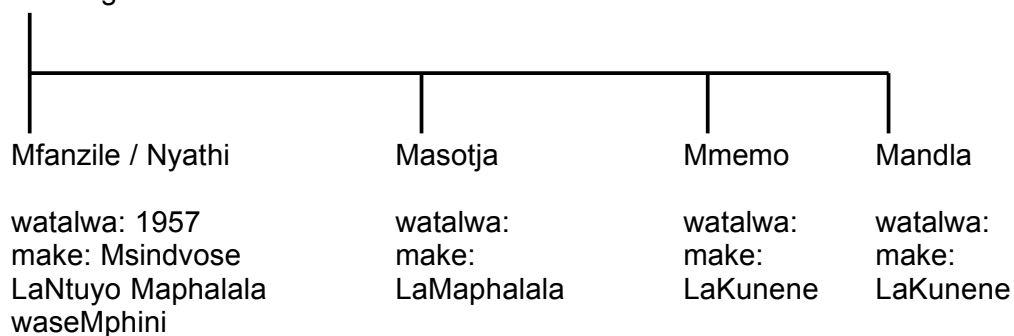 Mfanzile / Nyathi Masotja Mmemo Mandla
watalwa: 1957 watalwa: watalwa: watalwa:
make: Msindvose make: make: make:
LaNtuyo Maphalala LaMaphalala LaKunene LaKunene
waseMphini